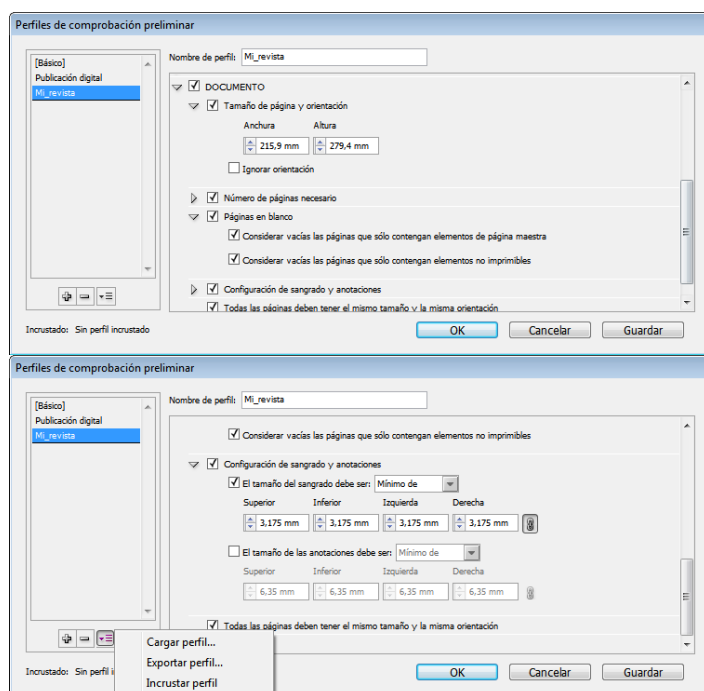 Perfiles de comprobación preliminar
[Básico]
Publicación digital
Mi_revista
Nombre de perfil: Mi_revista
DOCUMENTO
Tamaño de página y orientación
Anchura Altura
215,9 mm 279,4 mm
Ignorar orientación
Número de páginas necesario
Páginas en blanco
Considerar vacías las páginas que sólo contengan elementos de página maestra
Considerar vacías las páginas que sólo contengan elementos no imprimibles
Configuración de sangrado y anotaciones
Todas las páginas deben tener el mismo tamaño y la misma orientación
Incrustado: Sin perfil incrustado
OK Cancelar Guardar
Perfiles de comprobación preliminar
[Básico]
Publicación digital
Mi_revista
Nombre de perfil: Mi_revista
Considerar vacías las páginas que sólo contengan elementos no imprimibles
Configuración de sangrado y anotaciones
El tamaño del sangrado debe ser: Mínimo de
Superior Inferior Izquierda Derecha
3,175 mm 3,175 mm 3,175 mm 3,175 mm
El tamaño de las anotaciones debe ser: Mínimo de
Superior Inferior Izquierda Derecha
6,35 mm 6,35 mm 6,35 mm 6,35 mm
Todas las páginas deben tener el mismo tamaño y la misma orientación
Cargar perfil...
Exportar perfil...
Incrustar perfil
Incrustado: Sin perfil
OK Cancelar Guardar